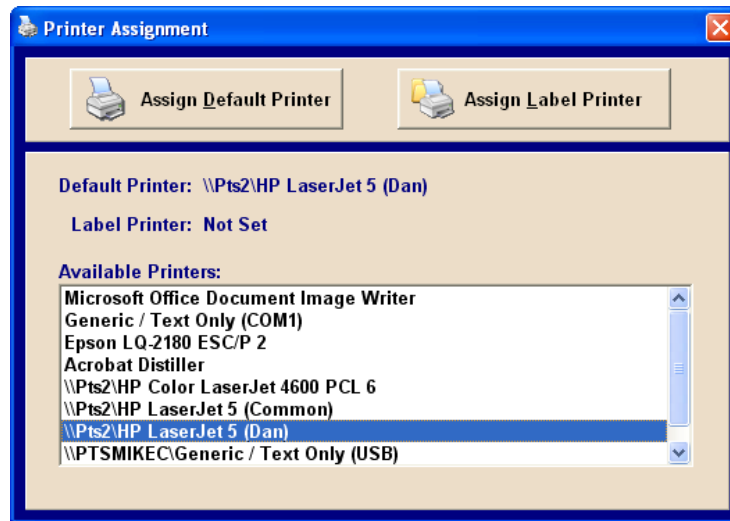 Printer Assignment
Assign Default Printer
Assign Label Printer
Default Printer: \\Pts2\HP LaserJet 5 (Dan)
Label Printer: Not Set
Available Printers:
Microsoft Office Document Image Writer
Generic / Text Only (COM1)
Epson LQ-2180 ESC/P 2
Acrobat Distiller
\\Pts2\HP Color LaserJet 4600 PCL 6
\\Pts2\HP LaserJet 5 (Common)
\\Pts2\HP LaserJet 5 (Dan)
\\PTSMIKEC\Generic / Text Only (USB)